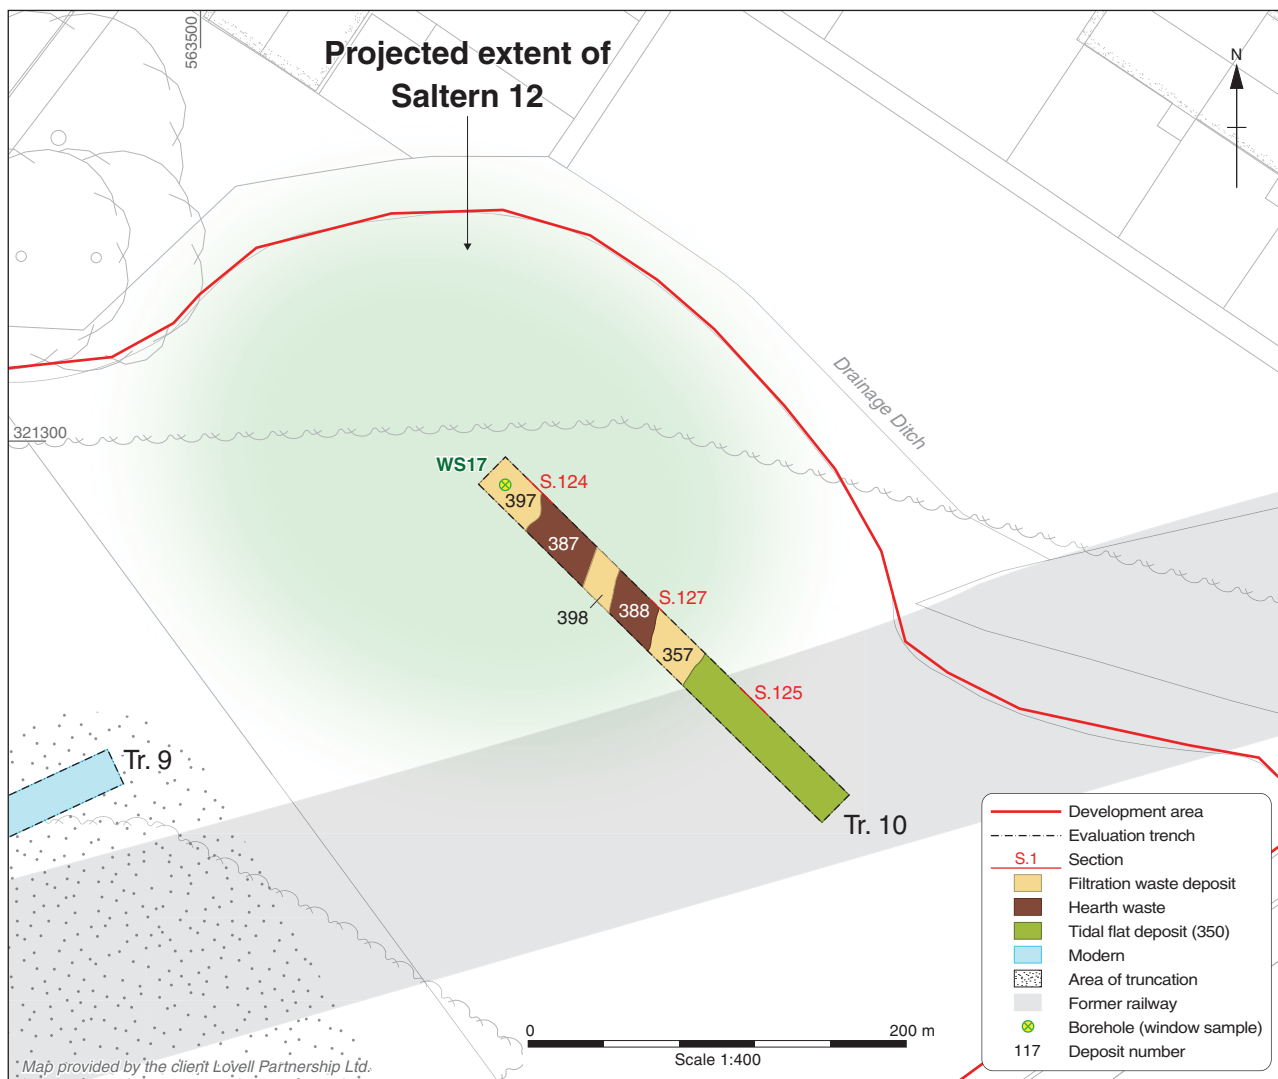 563500
Projected extent of
Saltern 12
N
Drainage Ditch
321300
WS17
S.124
397
387
398
388
S.127
357
S.125
Tr. 9
Tr. 10
Development area
Evaluation trench
S.1 Section
Filtration waste deposit
Hearth waste
Tidal flat deposit (350)
Modern
Area of truncation
Former railway
Borehole (window sample)
117 Deposit number
0 200 m
Scale 1:400
Map provided by the client Lovell Partnership Ltd.